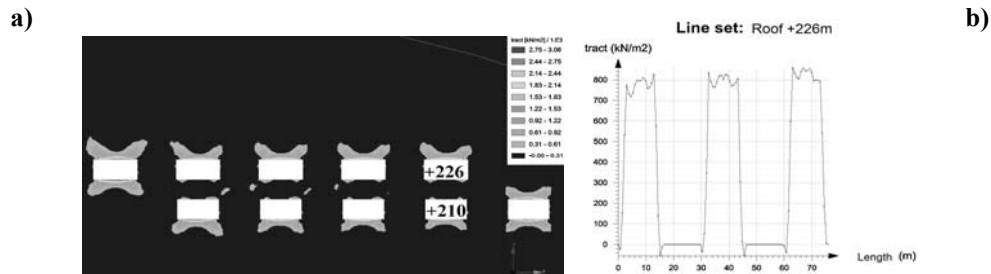 a)
b)
tract [kN/m2] / 1.E3
2.75 - 3.06
2.44 - 2.75
2.14 - 2.44
1.83 - 2.14
1.53 - 1.83
1.22 - 1.53
0.92 - 1.22
0.61 - 0.92
0.31 - 0.61
-0.00 - 0.31
+226
+210
Line set: Roof +226m
tract (kN/m2)
800
700
600
500
400
300
200
100
0
0 10 20 30 40 50 60 70
Length (m)